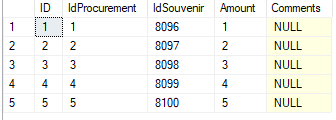 ID IdProcurement IdSouvenir Amount Comments
1 1 1 8096 1 NULL
2 2 2 8097 2 NULL
3 3 3 8098 3 NULL
4 4 4 8099 4 NULL
5 5 5 8100 5 NULL